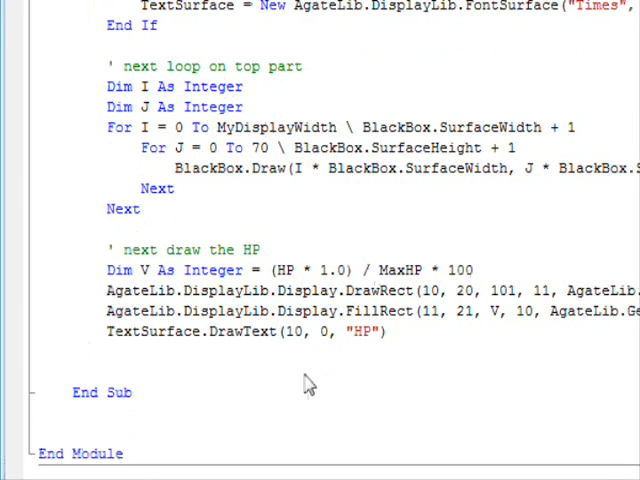 TextSurface = New AgateLib.DisplayLib.FontSurface("Times",
End If
' next loop on top part
Dim I As Integer
Dim J As Integer
For I = 0 To MyDisplayWidth \ BlackBox.SurfaceWidth + 1
For J = 0 To 70 \ BlackBox.SurfaceHeight + 1
BlackBox.Draw(I * BlackBox.SurfaceWidth, J * BlackBox.S
Next
Next
' next draw the HP
Dim V As Integer = (HP * 1.0) / MaxHP * 100
AgateLib.DisplayLib.Display.DrawRect(10, 20, 101, 11, AgateLib.
AgateLib.DisplayLib.Display.FillRect(11, 21, V, 10, AgateLib.Ge
TextSurface.DrawText(10, 0, "HP")
End Sub
End Module